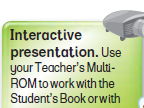 Interactive
presentation. Use
your Teacher's Multi-
ROM to work with the
Student's Book or with